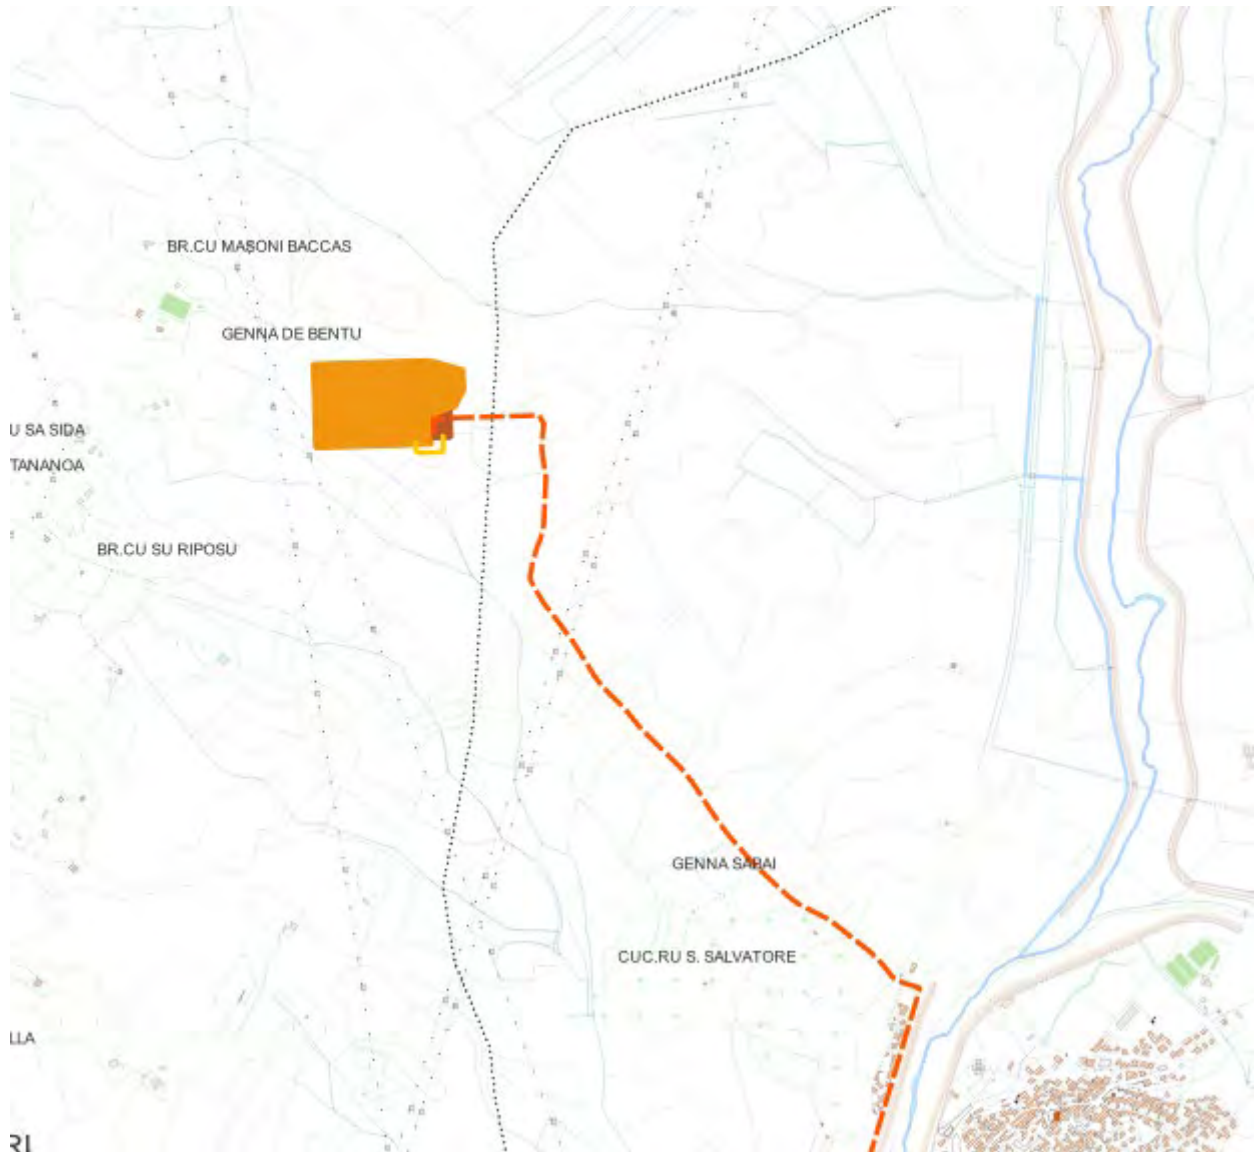 BR.CU MASONI BACCAS
GENNA DE BENTU
U SA SIDA
TANANOA
BR.CU SU RIPOSU
GENNA SARAI
CUC.RU S. SALVATORE
LLA
RI